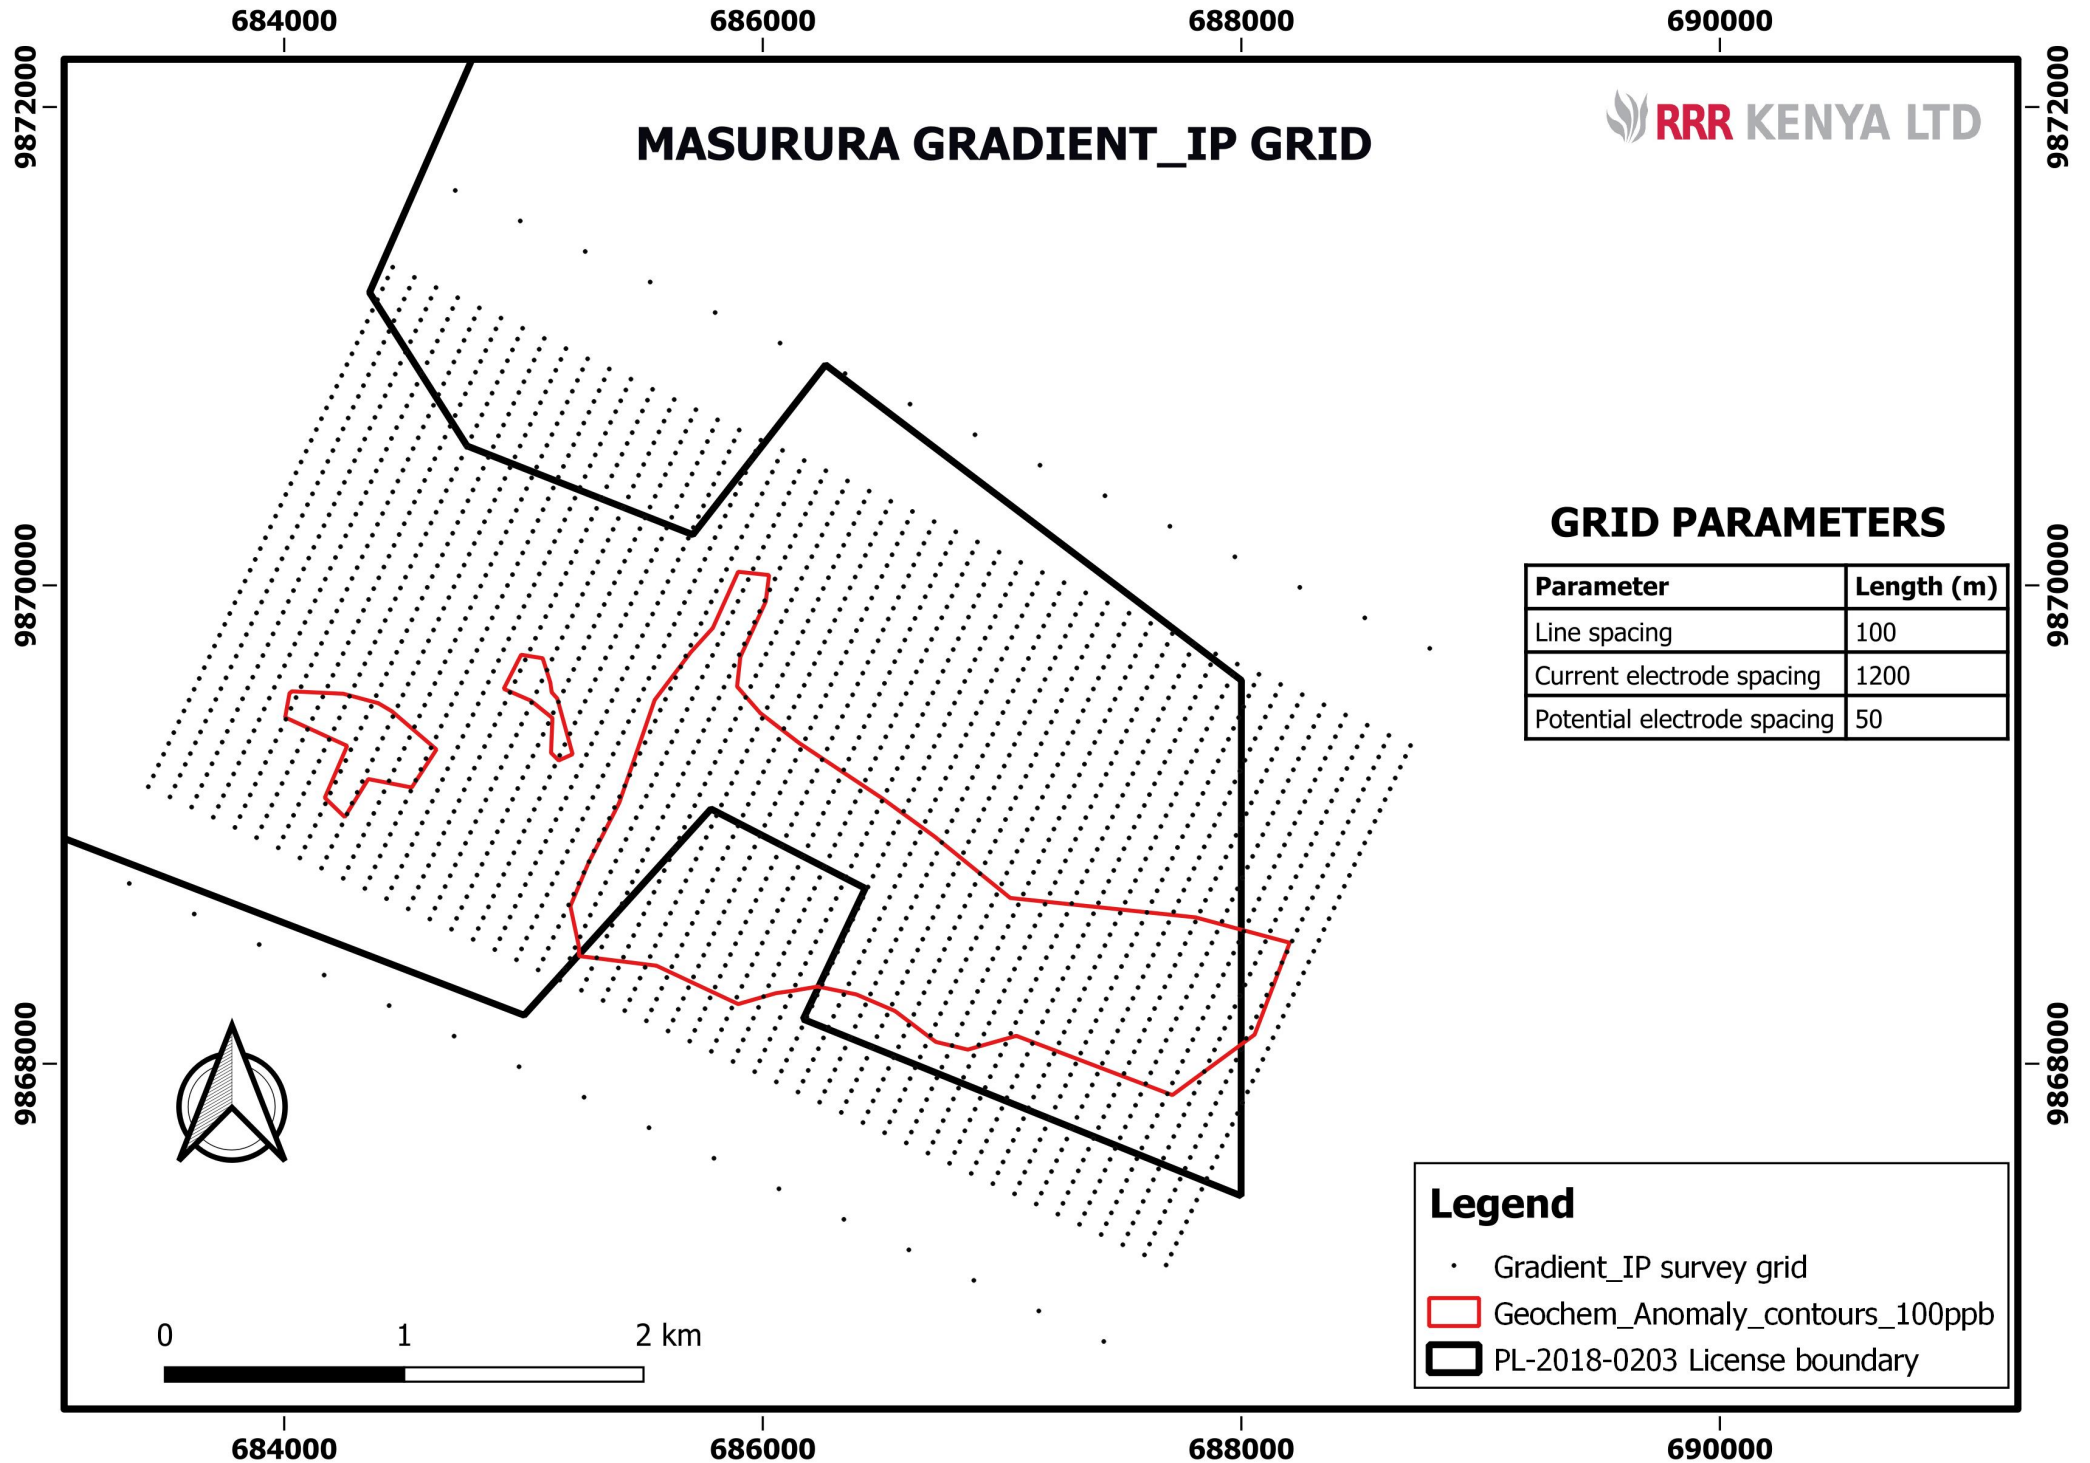 684000 686000 688000 690000
9872000 9872000
MASURURA GRADIENT_IP GRID
RRR KENYA LTD
GRID PARAMETERS
Parameter Length (m)
Line spacing 100
Current electrode spacing 1200
Potential electrode spacing 50
9870000 9870000
9868000 9868000
Legend
Gradient_IP survey grid
Geochem_Anomaly_contours_100ppb
PL-2018-0203 License boundary
0 1 2 km
684000 686000 688000 690000